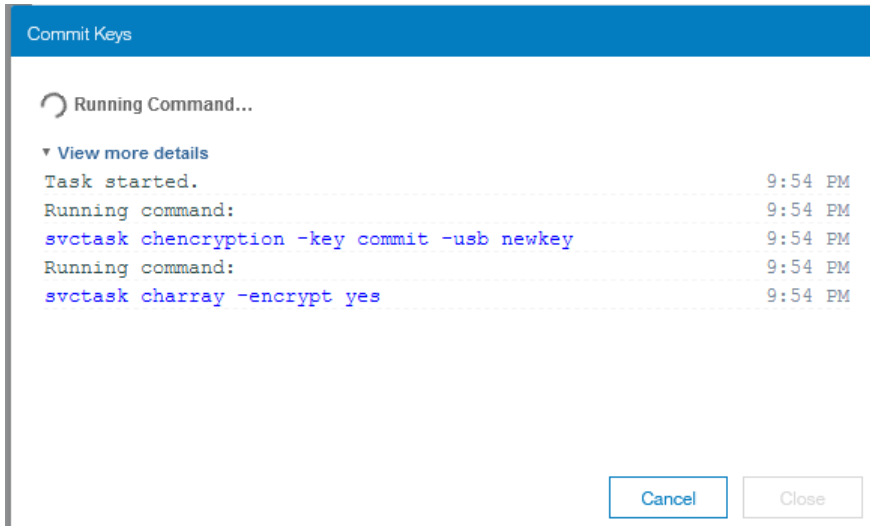 Commit Keys
Running Command...
View more details
Task started. 9:54 PM
Running command: 9:54 PM
svctask chencryption -key commit -usb newkey 9:54 PM
Running command: 9:54 PM
svctask charray -encrypt yes 9:54 PM
Cancel Close